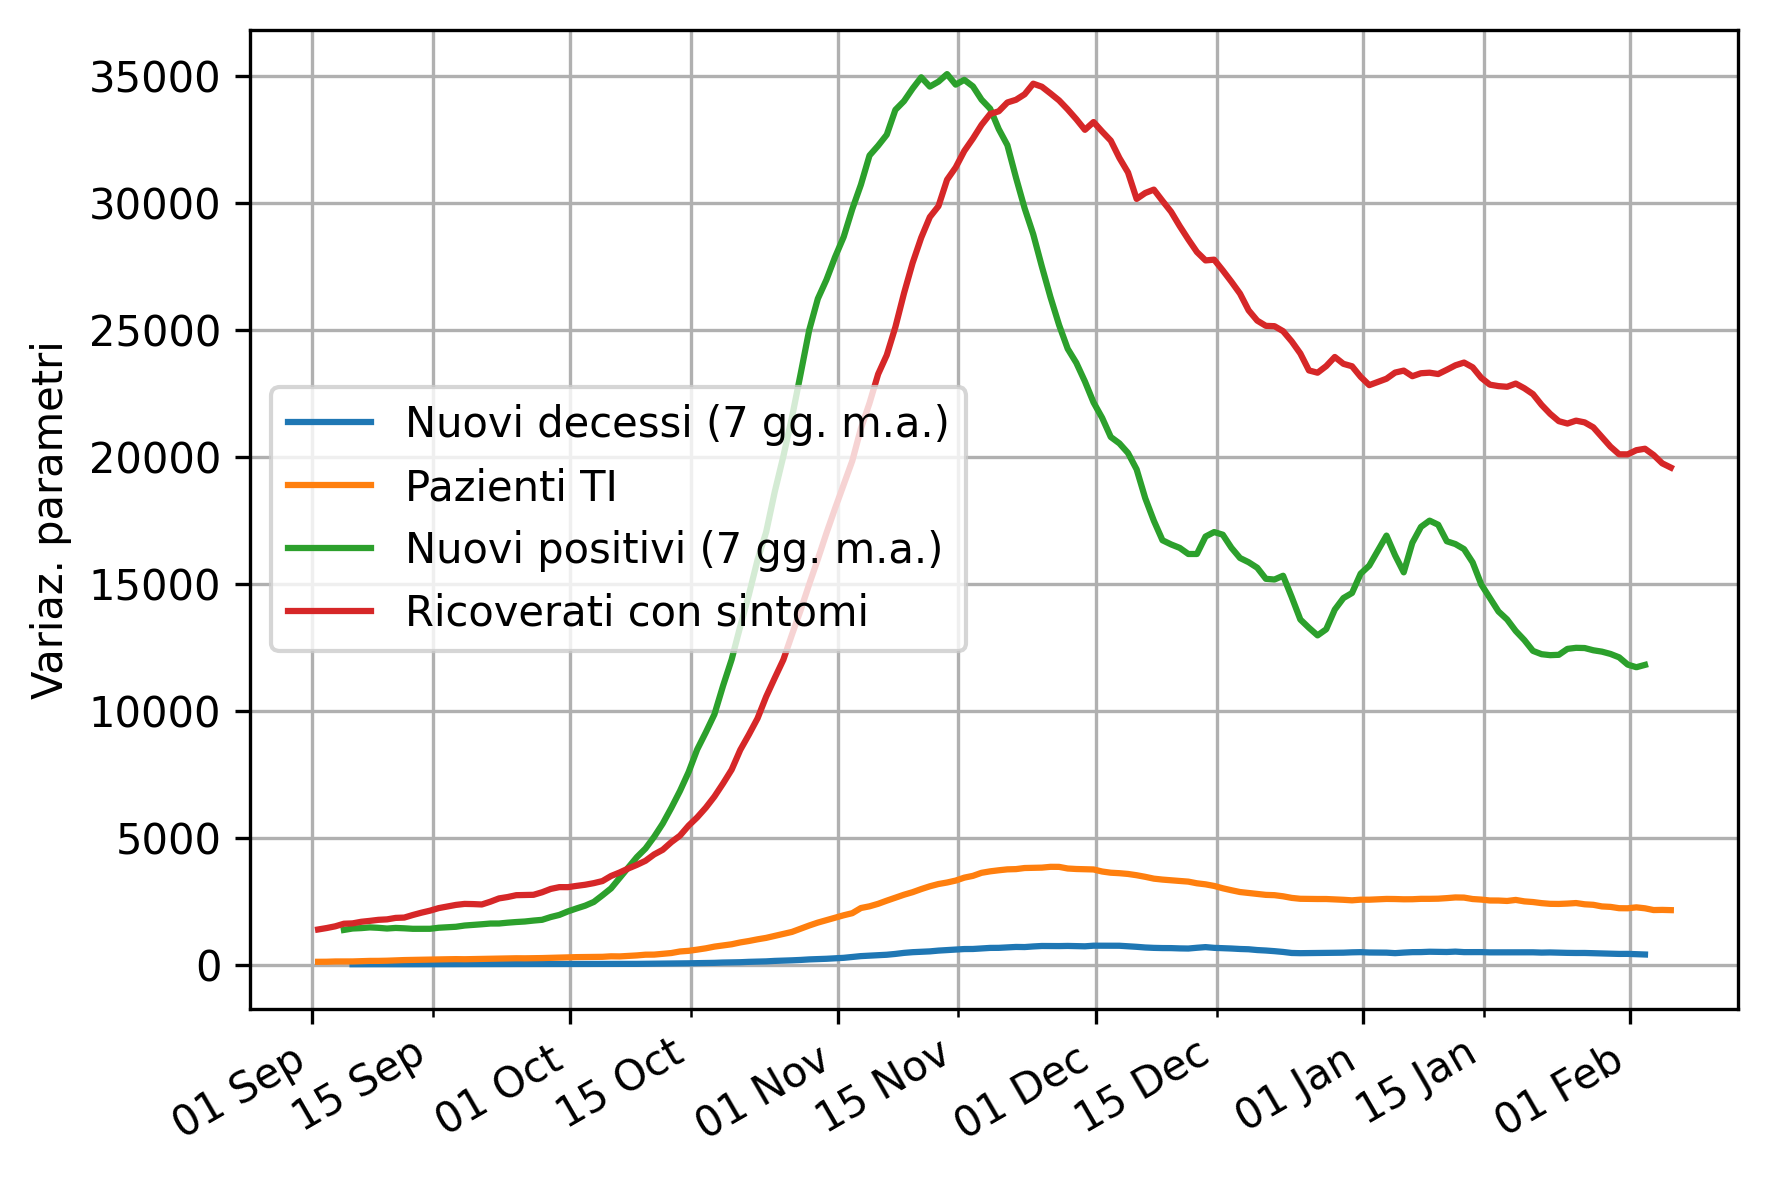 Variaz. parametri
35000
30000
25000
20000
15000
10000
5000
0
Nuovi decessi (7 gg. m.a.)
Pazienti TI
Nuovi positivi (7 gg. m.a.)
Ricoverati con sintomi
01 Sep
15 Sep
01 Oct
15 Oct
01 Nov
15 Nov
01 Dec
15 Dec
01 Jan
15 Jan
01 Feb